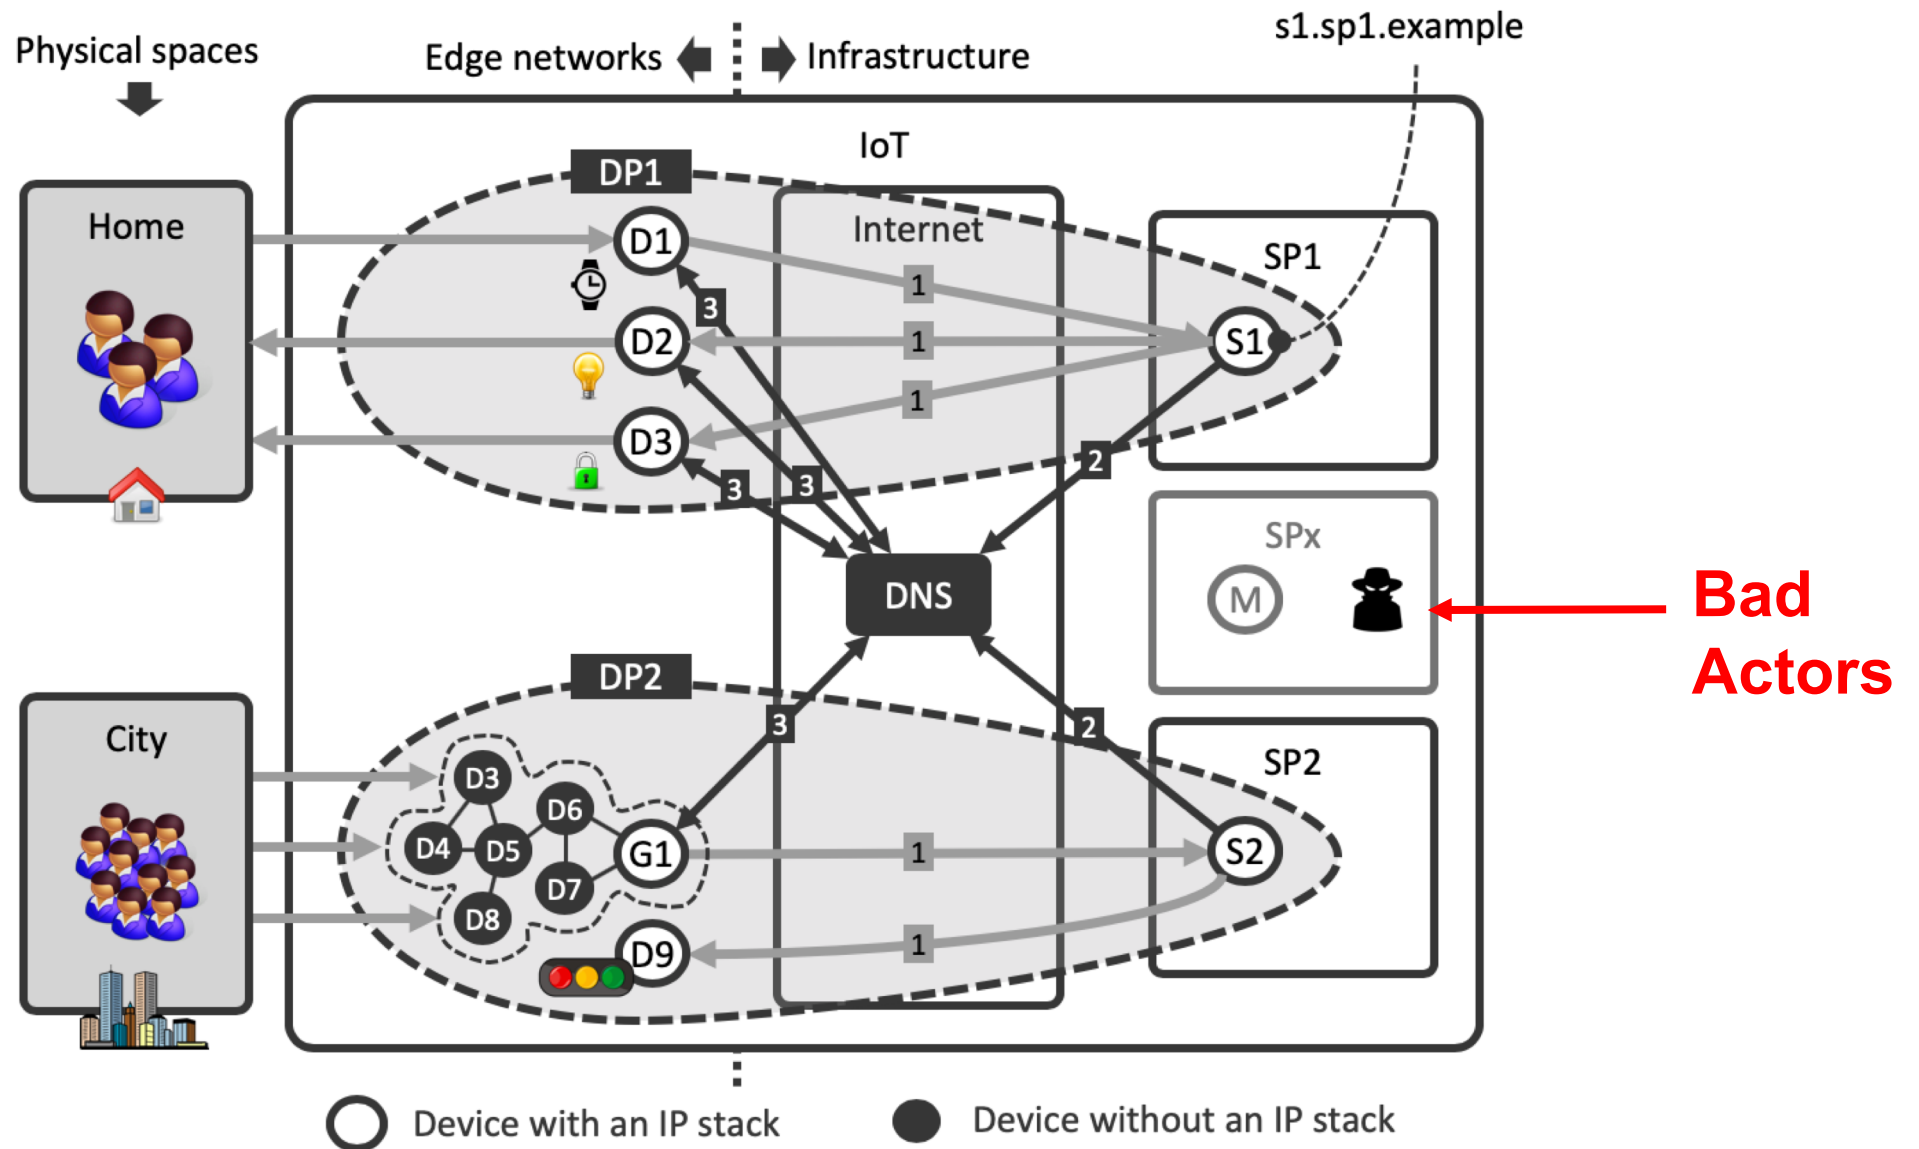 s1.sp1.example
Physical spaces
Edge networks
Infrastructure
IoT
DP1
Home
D1
Internet
SP1
1
3
D2
1
S1
1
D3
2
3
3
SPx
DNS
M
Bad
Actors
DP2
3
2
City
SP2
D3
D6
D4
D5
G1
1
S2
D7
D8
1
D9
Device with an IP stack
Device without an IP stack